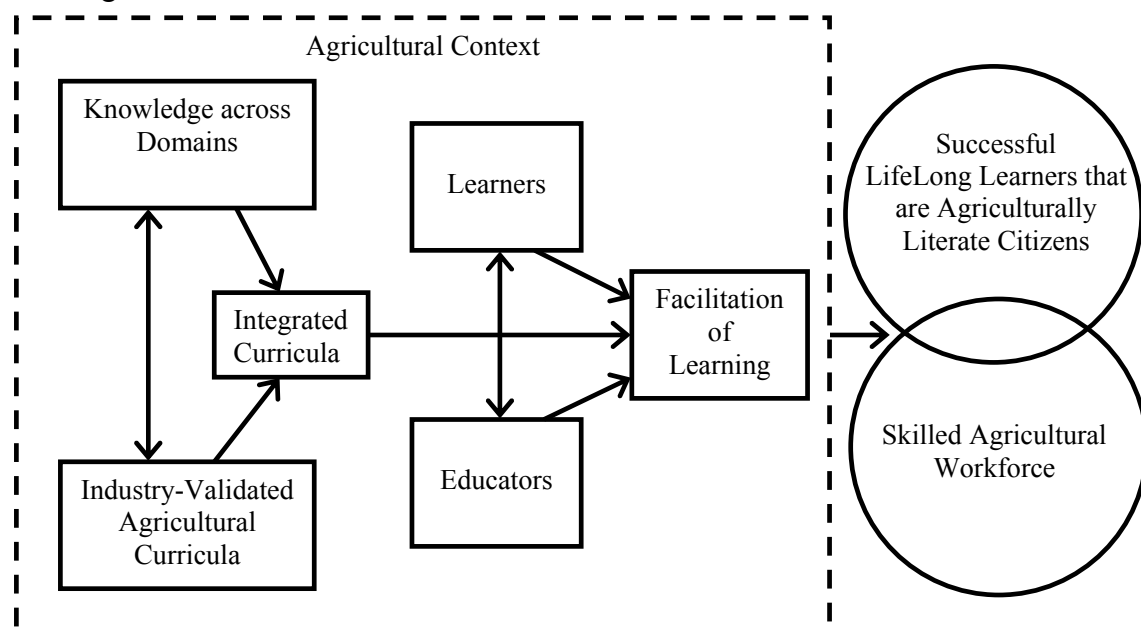 Agricultural Context
Knowledge across
Domains
Learners
Integrated
Curricula
Facilitation
of
Learning
Industry-Validated
Agricultural
Curricula
Educators
Successful
LifeLong Learners that
are Agriculturally
Literate Citizens
Skilled Agricultural
Workforce